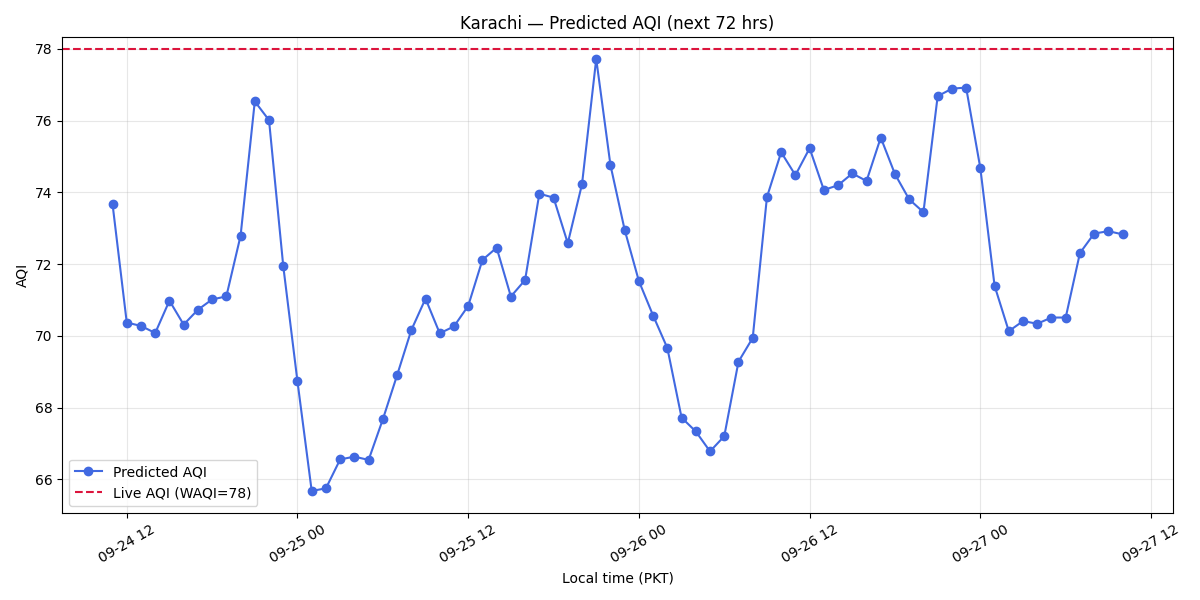 Karachi — Predicted AQI (next 72 hrs)
AQI
78
76
74
72
70
68
66
Predicted AQI
Live AQI (WAQI=78)
09-24 12
09-25 00
09-25 12
09-26 00
09-26 12
09-27 00
09-27 12
Local time (PKT)